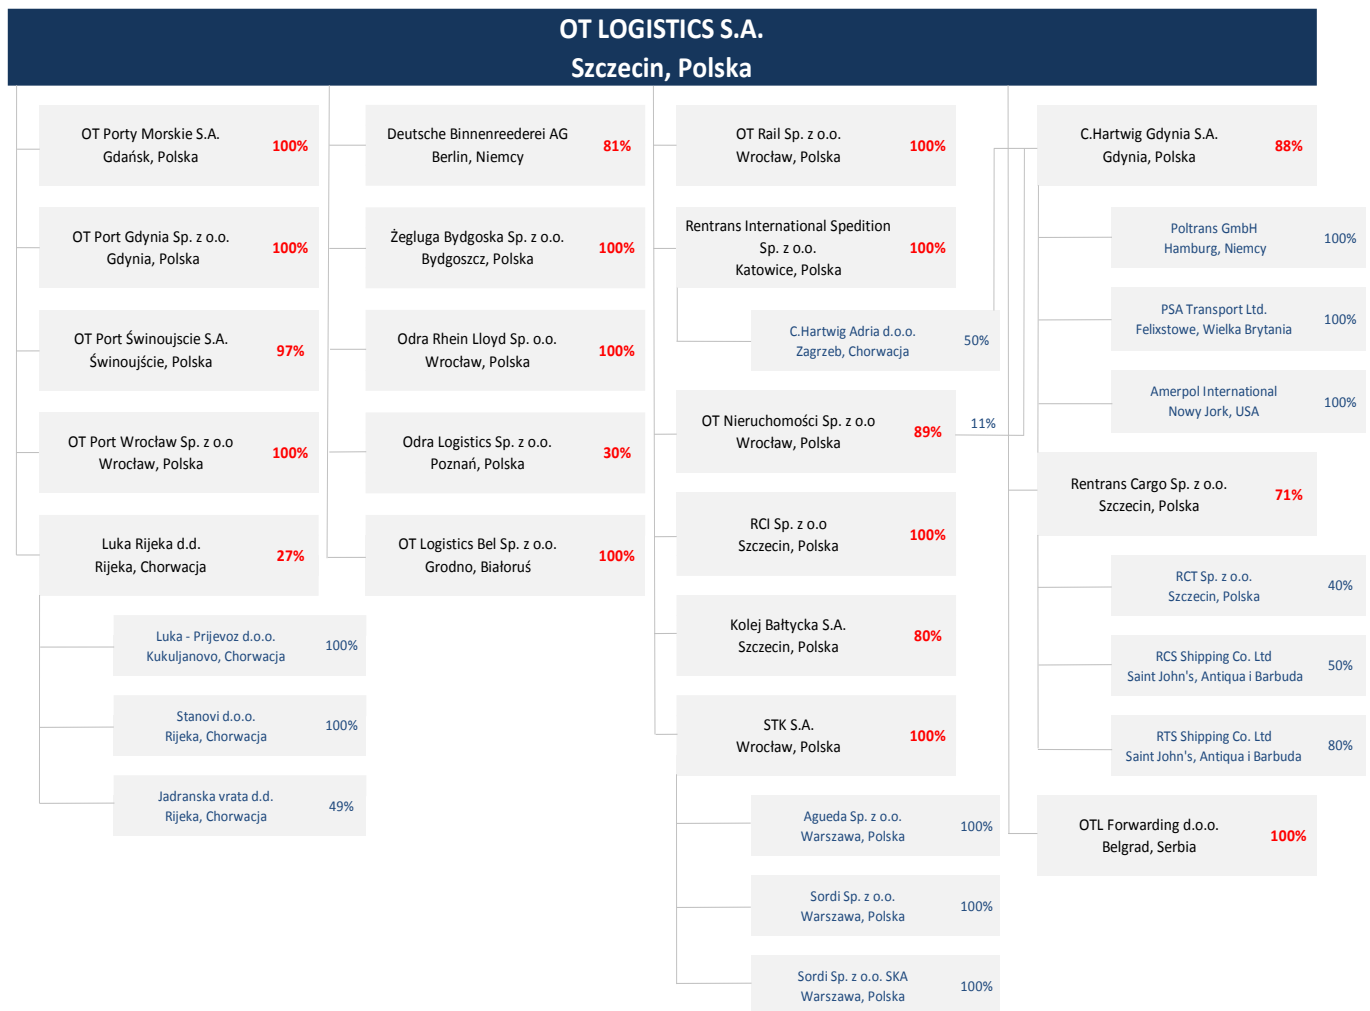 OT LOGISTICS S.A.
Szczecin, Polska
OT Porty Morskie S.A.
Gdańsk, Polska
100%
OT Port Gdynia Sp. z o.o.
Gdynia, Polska
100%
OT Port Świnoujscie S.A.
Świnoujście, Polska
97%
OT Port Wrocław Sp. z o.o
Wrocław, Polska
100%
Luka Rijeka d.d.
Rijeka, Chorwacja
27%
Luka - Prijevoz d.o.o.
Kukuljanovo, Chorwacja
100%
Stanovi d.o.o.
Rijeka, Chorwacja
100%
Jadranska vrata d.d.
Rijeka, Chorwacja
49%
Deutsche Binnenreederei AG
Berlin, Niemcy
81%
Żegluga Bydgoska Sp. z o.o.
Bydgoszcz, Polska
100%
Odra Rhein Lloyd Sp. o.o.
Wrocław, Polska
100%
Odra Logistics Sp. z o.o.
Poznań, Polska
30%
OT Logistics Bel Sp. z o.o.
Grodno, Białoruś
100%
OT Rail Sp. z o.o.
Wrocław, Polska
100%
Rentrans International Spedition
Sp. z o.o.
Katowice, Polska
100%
C.Hartwig Adria d.o.o.
Zagrzeb, Chorwacja
50%
OT Nieruchomości Sp. z o.o
Wrocław, Polska
89%
11%
RCI Sp. z o.o
Szczecin, Polska
100%
Kolej Bałtycka S.A.
Szczecin, Polska
80%
STK S.A.
Wrocław, Polska
100%
Agueda Sp. z o.o.
Warszawa, Polska
100%
Sordi Sp. z o.o.
Warszawa, Polska
100%
Sordi Sp. z o.o. SKA
Warszawa, Polska
100%
C.Hartwig Gdynia S.A.
Gdynia, Polska
88%
Poltrans GmbH
Hamburg, Niemcy
100%
PSA Transport Ltd.
Felixstowe, Wielka Brytania
100%
Amerpol International
Nowy Jork, USA
100%
Rentrans Cargo Sp. z o.o.
Szczecin, Polska
71%
RCT Sp. z o.o.
Szczecin, Polska
40%
RCS Shipping Co. Ltd
Saint John's, Antiqua i Barbuda
50%
RTS Shipping Co. Ltd
Saint John's, Antiqua i Barbuda
80%
OTL Forwarding d.o.o.
Belgrad, Serbia
100%